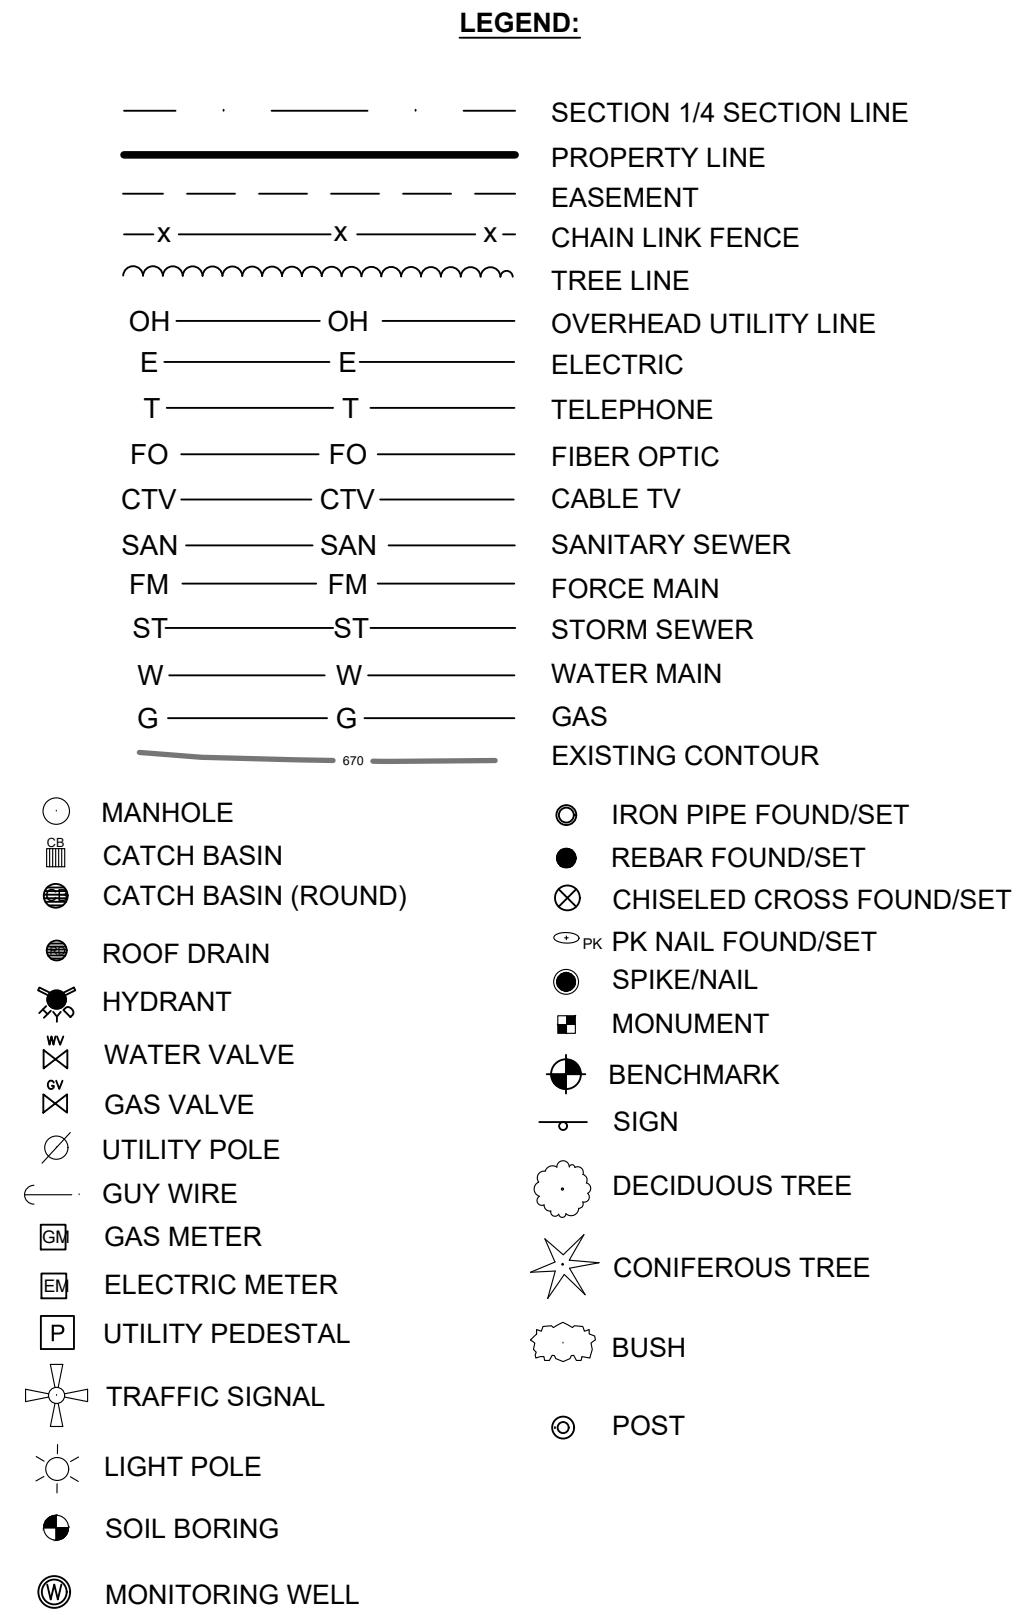 LEGEND:
SECTION 1/4 SECTION LINE
PROPERTY LINE
EASEMENT
X X X CHAIN LINK FENCE
TREE LINE
OH OH OVERHEAD UTILITY LINE
E E ELECTRIC
T T TELEPHONE
FO FO FIBER OPTIC
CTV CTV CABLE TV
SAN SAN SANITARY SEWER
FM FM FORCE MAIN
ST ST STORM SEWER
W W WATER MAIN
G G GAS
670 EXISTING CONTOUR
MANHOLE
CB CATCH BASIN
CB CATCH BASIN (ROUND)
RD ROOF DRAIN
HYD HYDRANT
WV WATER VALVE
GV GAS VALVE
UTILITY POLE
GUY WIRE
GM GAS METER
EM ELECTRIC METER
P UTILITY PEDESTAL
TRAFFIC SIGNAL
LIGHT POLE
SOIL BORING
W MONITORING WELL
IRON PIPE FOUND/SET
REBAR FOUND/SET
CHISELED CROSS FOUND/SET
PK PK NAIL FOUND/SET
SPIKE/NAIL
MONUMENT
BENCHMARK
SIGN
DECIDUOUS TREE
CONIFEROUS TREE
BUSH
POST